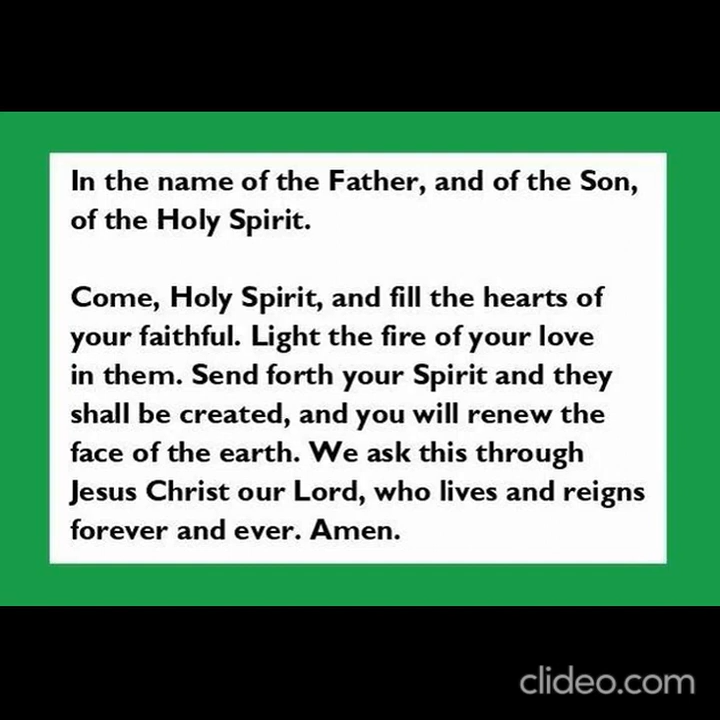 In the name of the Father, and of the Son,
of the Holy Spirit.
Come, Holy Spirit, and fill the hearts of
your faithful. Light the fire of your love
in them. Send forth your Spirit and they
shall be created, and you will renew the
face of the earth. We ask this through
Jesus Christ our Lord, who lives and reigns
forever and ever. Amen.
clideo.com